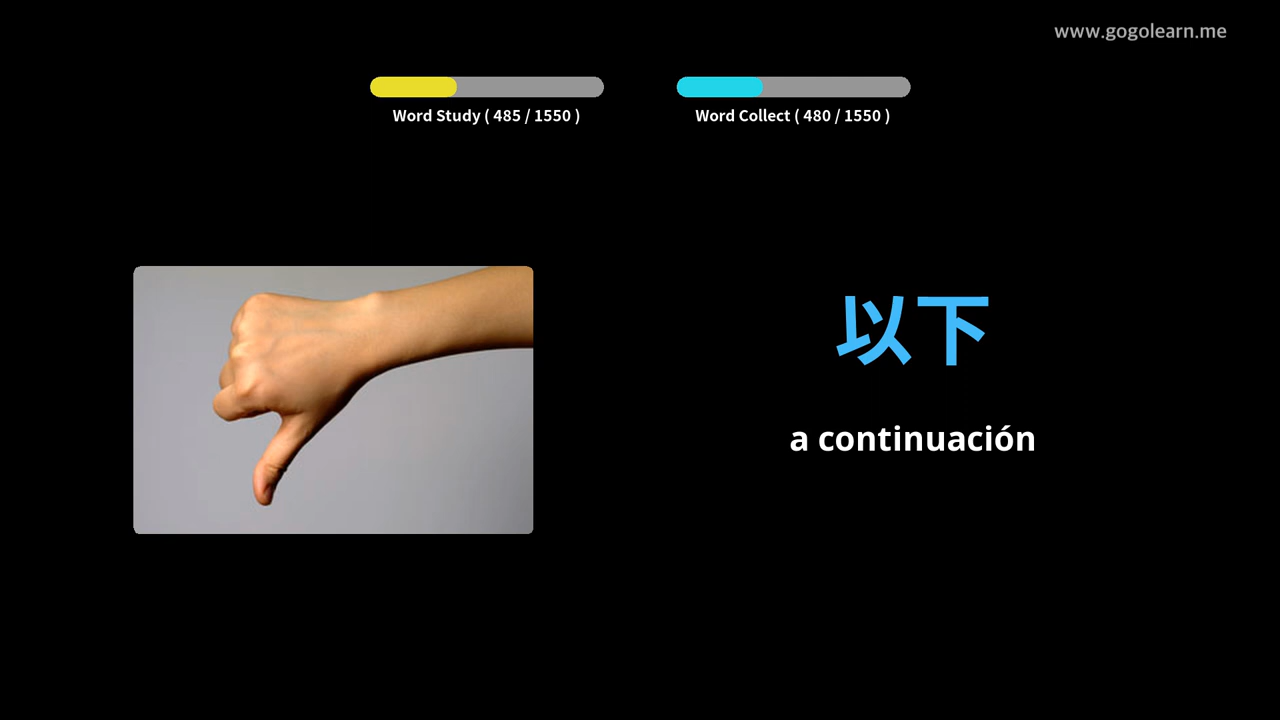 www.gogolearn.me
Word Study ( 485 / 1550 )
Word Collect ( 480 / 1550 )
以下
a continuación